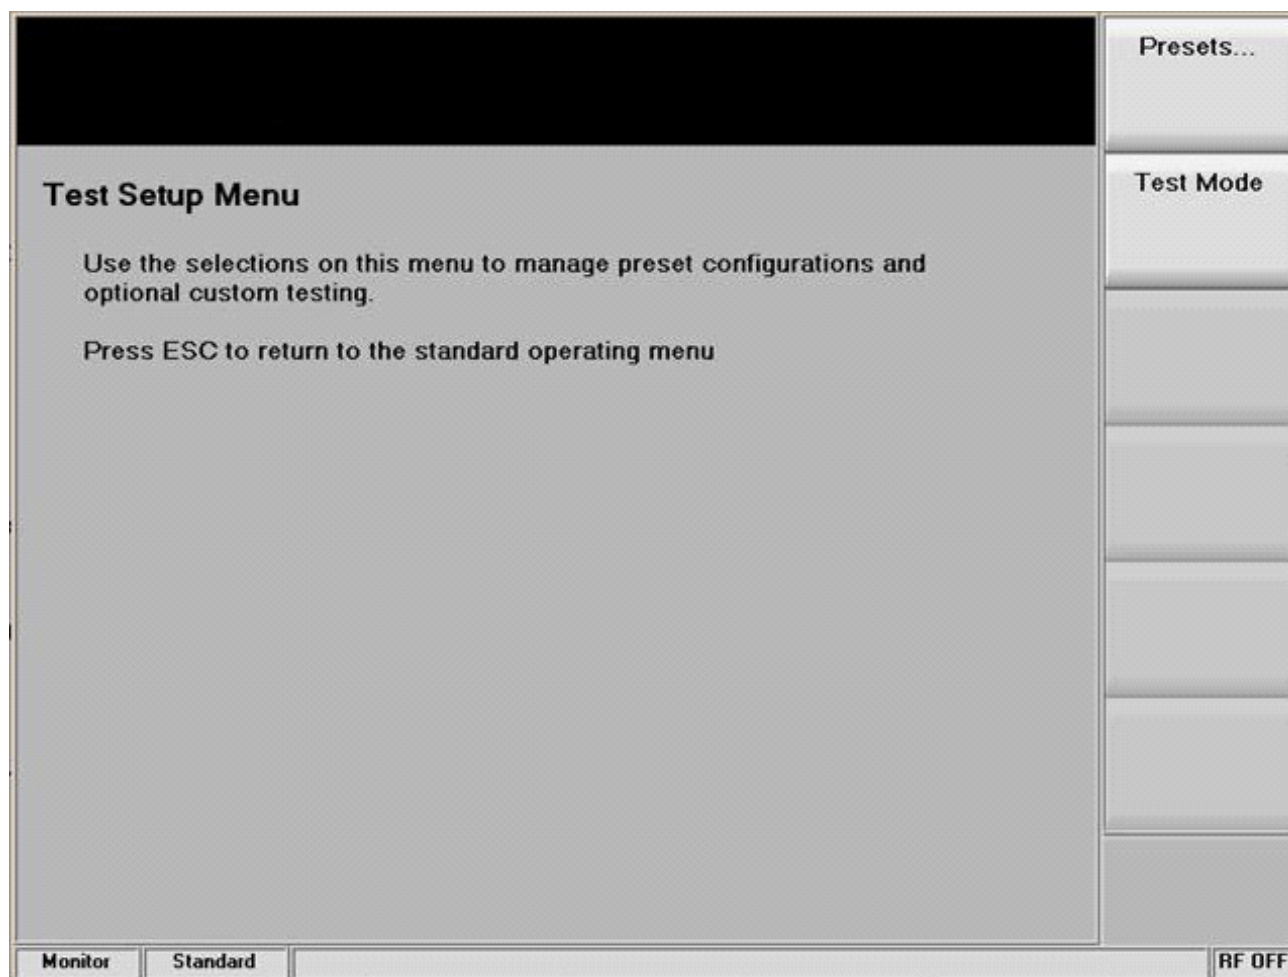 Presets...
Test Mode
Test Setup Menu
Use the selections on this menu to manage preset configurations and
optional custom testing.
Press ESC to return to the standard operating menu
Monitor
Standard
RF OFF